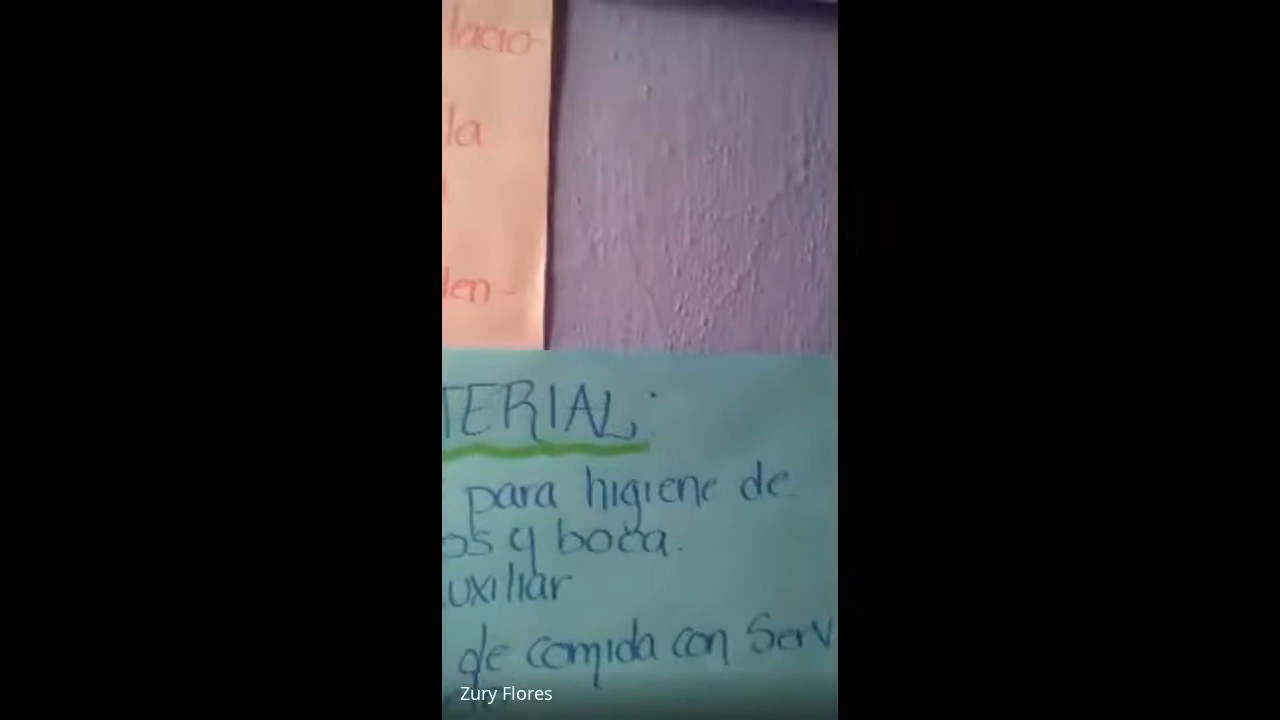 lacio-
la
len-
TERIAL:
para higiene de
os y boca.
uxiliar
de comida con Serv
Zury Flores